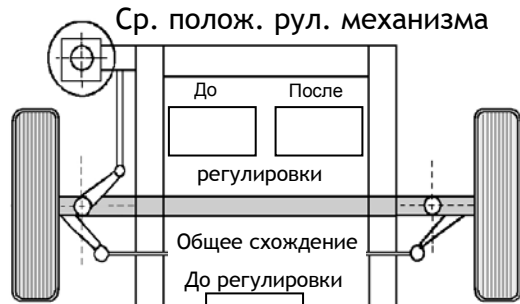 Ср. полож. рул. механизма
До После
регулировки
Общее схождение
До регулировки